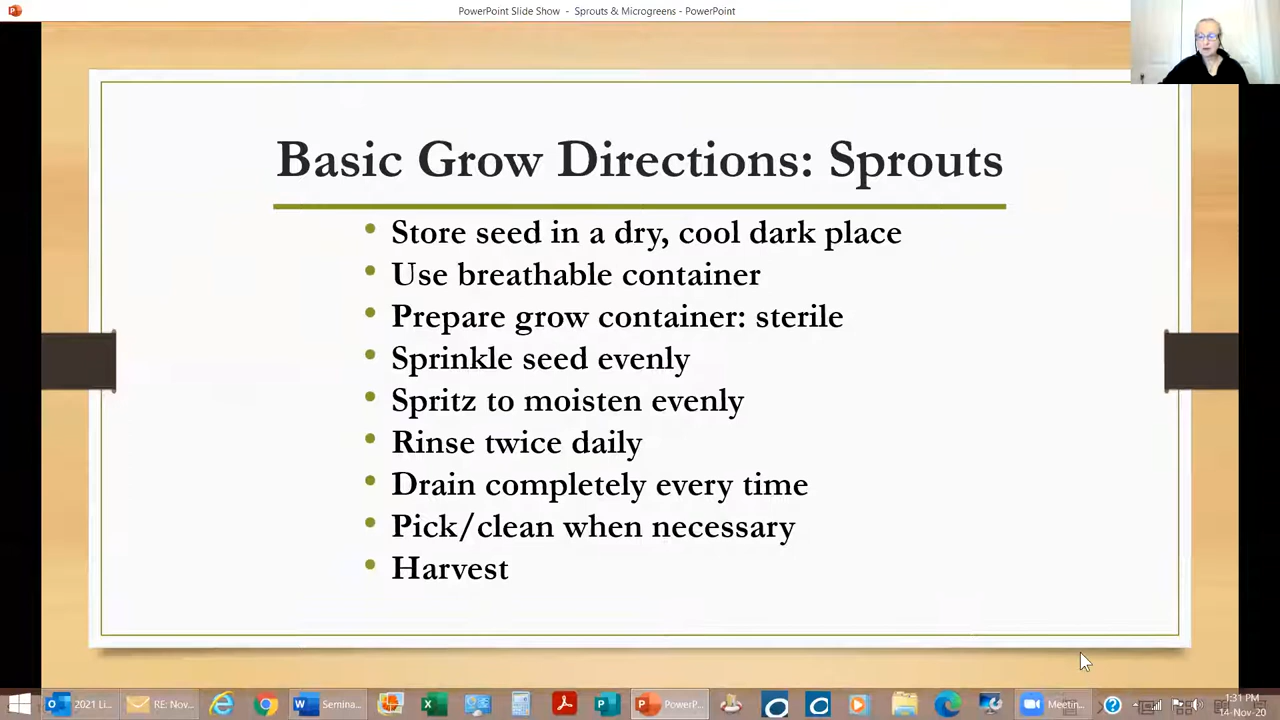 PowerPoint Slide Show - Sprouts & Microgreens - PowerPoint
Basic Grow Directions: Sprouts
• Store seed in a dry, cool dark place
• Use breathable container
• Prepare grow container: sterile
• Sprinkle seed evenly
• Spritz to moisten evenly
• Rinse twice daily
• Drain completely every time
• Pick/clean when necessary
• Harvest
2021 Li... RE: Nov... Semina... PowerP... Meetin... 1:31 PM
14-Nov-20